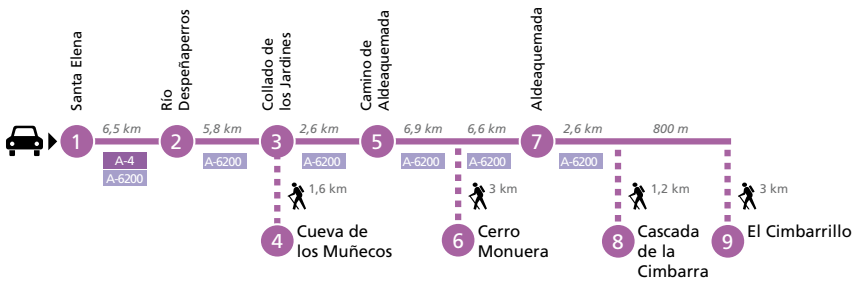 Santa Elena
Río
Despeñaperros
Collado de
los Jardines
Camino de
Aldeaquemada
Aldeaquemada
6,5 km
5,8 km
2,6 km
6,9 km
6,6 km
2,6 km
800 m
1
2
3
5
7
A-4
A-6200
A-6200
A-6200
A-6200
A-6200
A-6200
1,6 km
3 km
1,2 km
3 km
4
Cueva de
los Muñecos
6
Cerro
Monuera
8
Cascada
de la
Cimbarra
9
El Cimbarrillo